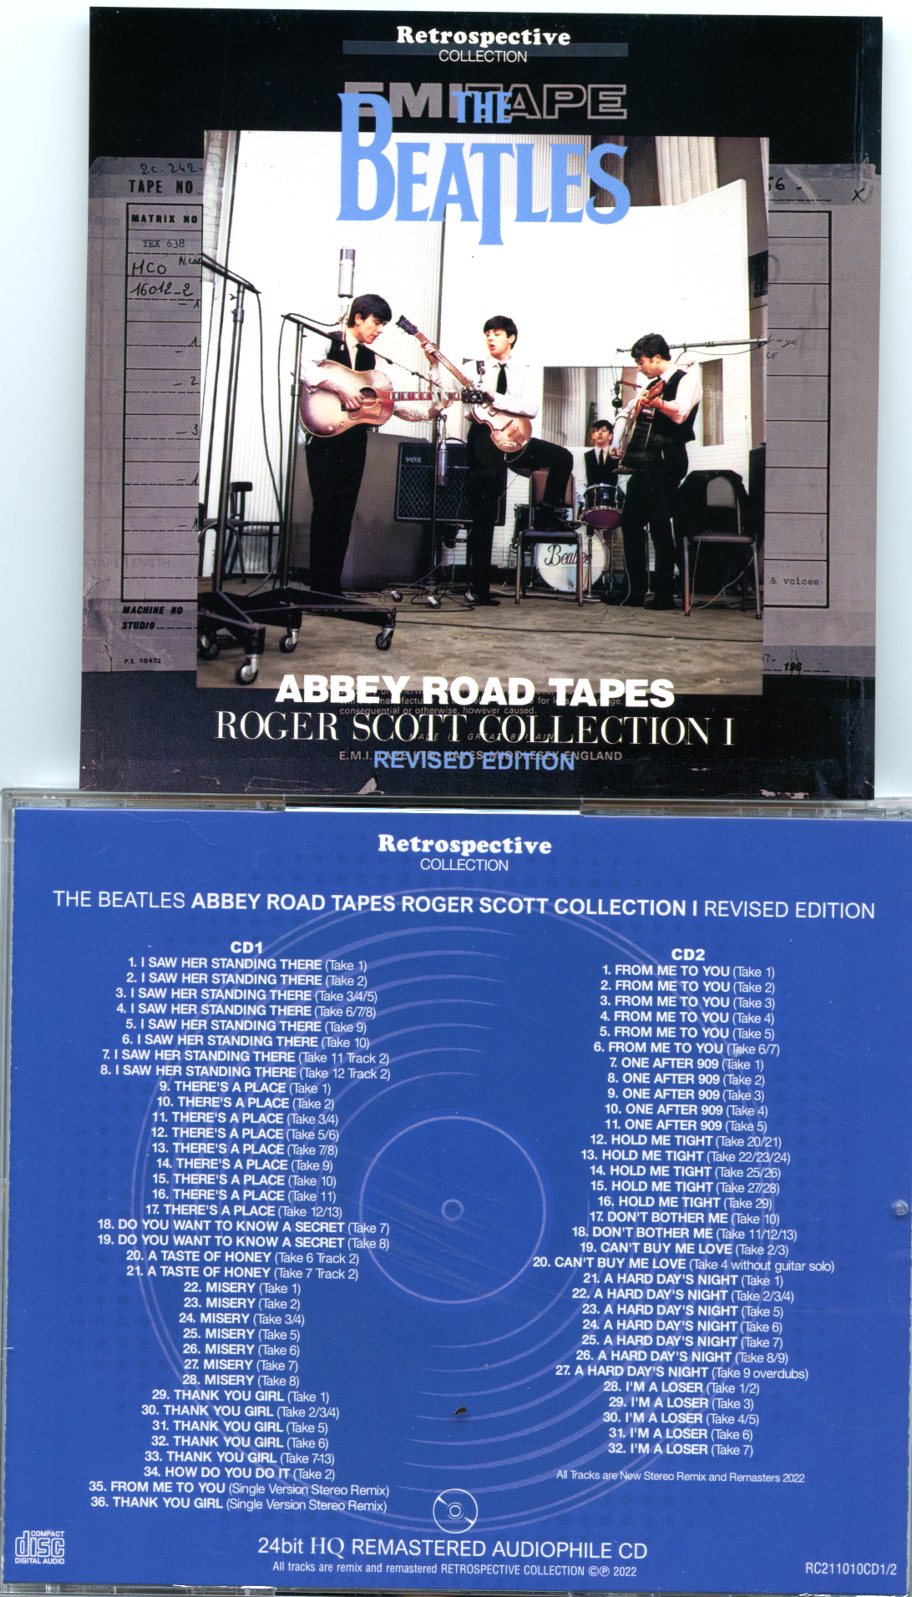 Retrospective
COLLECTION
EMITAPE
THE
BEATLES
2c.242-
TAPE NO
56-
X
MATRIX NO
YEX 638
HCO
16012-2
VOX
Beatles
& voices
MACHINE NO
STUDIO
196
P.S. 10472
ABBEY ROAD TAPES
consequential or otherwise, however caused.
ROGER SCOTT COLLECTION I
MADE IN GREAT BRITAIN
E.M.I. TAPE LTD. HAYES MIDDLESEX ENGLAND
REVISED EDITION
Retrospective
COLLECTION
THE BEATLES ABBEY ROAD TAPES ROGER SCOTT COLLECTION I REVISED EDITION
CD1
1. I SAW HER STANDING THERE (Take 1)
2. I SAW HER STANDING THERE (Take 2)
3. I SAW HER STANDING THERE (Take 3/4/5)
4. I SAW HER STANDING THERE (Take 6/7/8)
5. I SAW HER STANDING THERE (Take 9)
6. I SAW HER STANDING THERE (Take 10)
7. I SAW HER STANDING THERE (Take 11 Track 2)
8. I SAW HER STANDING THERE (Take 12 Track 2)
9. THERE'S A PLACE (Take 1)
10. THERE'S A PLACE (Take 2)
11. THERE'S A PLACE (Take 3/4)
12. THERE'S A PLACE (Take 5/6)
13. THERE'S A PLACE (Take 7/8)
14. THERE'S A PLACE (Take 9)
15. THERE'S A PLACE (Take 10)
16. THERE'S A PLACE (Take 11)
17. THERE'S A PLACE (Take 12/13)
18. DO YOU WANT TO KNOW A SECRET (Take 7)
19. DO YOU WANT TO KNOW A SECRET (Take 8)
20. A TASTE OF HONEY (Take 6 Track 2)
21. A TASTE OF HONEY (Take 7 Track 2)
22. MISERY (Take 1)
23. MISERY (Take 2)
24. MISERY (Take 3/4)
25. MISERY (Take 5)
26. MISERY (Take 6)
27. MISERY (Take 7)
28. MISERY (Take 8)
29. THANK YOU GIRL (Take 1)
30. THANK YOU GIRL (Take 2/3/4)
31. THANK YOU GIRL (Take 5)
32. THANK YOU GIRL (Take 6)
33. THANK YOU GIRL (Take 7-13)
34. HOW DO YOU DO IT (Take 2)
35. FROM ME TO YOU (Single Version Stereo Remix)
36. THANK YOU GIRL (Single Version Stereo Remix)
CD2
1. FROM ME TO YOU (Take 1)
2. FROM ME TO YOU (Take 2)
3. FROM ME TO YOU (Take 3)
4. FROM ME TO YOU (Take 4)
5. FROM ME TO YOU (Take 5)
6. FROM ME TO YOU (Take 6/7)
7. ONE AFTER 909 (Take 1)
8. ONE AFTER 909 (Take 2)
9. ONE AFTER 909 (Take 3)
10. ONE AFTER 909 (Take 4)
11. ONE AFTER 909 (Take 5)
12. HOLD ME TIGHT (Take 20/21)
13. HOLD ME TIGHT (Take 22/23/24)
14. HOLD ME TIGHT (Take 25/26)
15. HOLD ME TIGHT (Take 27/28)
16. HOLD ME TIGHT (Take 29)
17. DON'T BOTHER ME (Take 10)
18. DON'T BOTHER ME (Take 11/12/13)
19. CAN'T BUY ME LOVE (Take 2/3)
20. CAN'T BUY ME LOVE (Take 4 without guitar solo)
21. A HARD DAY'S NIGHT (Take 1)
22. A HARD DAY'S NIGHT (Take 2/3/4)
23. A HARD DAY'S NIGHT (Take 5)
24. A HARD DAY'S NIGHT (Take 6)
25. A HARD DAY'S NIGHT (Take 7)
26. A HARD DAY'S NIGHT (Take 8/9)
27. A HARD DAY'S NIGHT (Take 9 overdubs)
28. I'M A LOSER (Take 1/2)
29. I'M A LOSER (Take 3)
30. I'M A LOSER (Take 4/5)
31. I'M A LOSER (Take 6)
32. I'M A LOSER (Take 7)
All Tracks are New Stereo Remix and Remasters 2022
COMPACT
disc
DIGITAL AUDIO
24bit HQ REMASTERED AUDIOPHILE CD
All tracks are remix and remastered RETROSPECTIVE COLLECTION ©℗ 2022
RC211010CD1/2